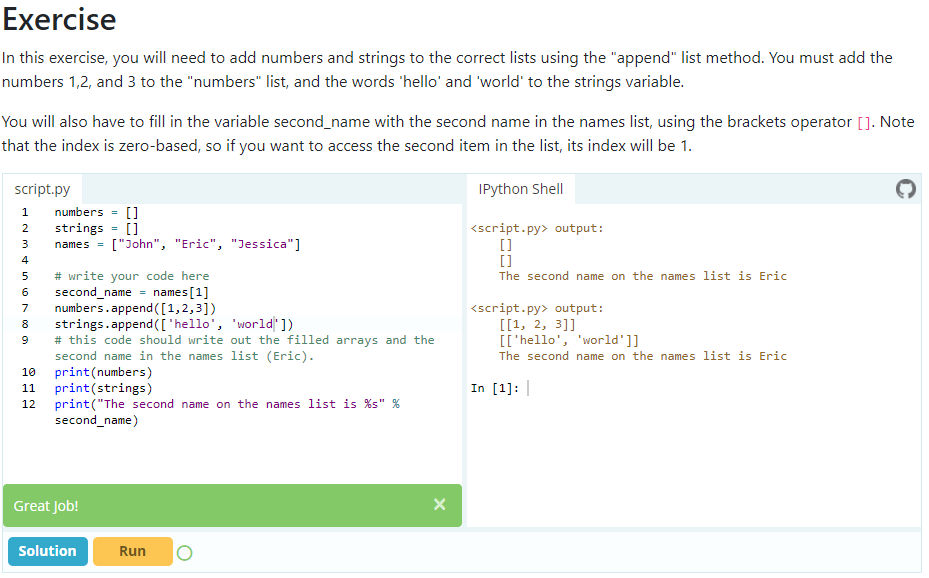 Exercise
In this exercise, you will need to add numbers and strings to the correct lists using the "append" list method. You must add the
numbers 1,2, and 3 to the "numbers" list, and the words 'hello' and 'world' to the strings variable.
You will also have to fill in the variable second_name with the second name in the names list, using the brackets operator []. Note
that the index is zero-based, so if you want to access the second item in the list, its index will be 1.
script.py
1 numbers = []
2 strings = []
3 names = ["John", "Eric", "Jessica"]
4
5 # write your code here
6 second_name = names[1]
7 numbers.append([1,2,3])
8 strings.append(['hello', 'world'])
9 # this code should write out the filled arrays and the
second name in the names list (Eric).
10 print(numbers)
11 print(strings)
12 print("The second name on the names list is %s" %
second_name)
Great Job!
Solution
Run
IPython Shell
<script.py> output:
[]
[]
The second name on the names list is Eric
<script.py> output:
[[1, 2, 3]]
[['hello', 'world']]
The second name on the names list is Eric
In [1]: